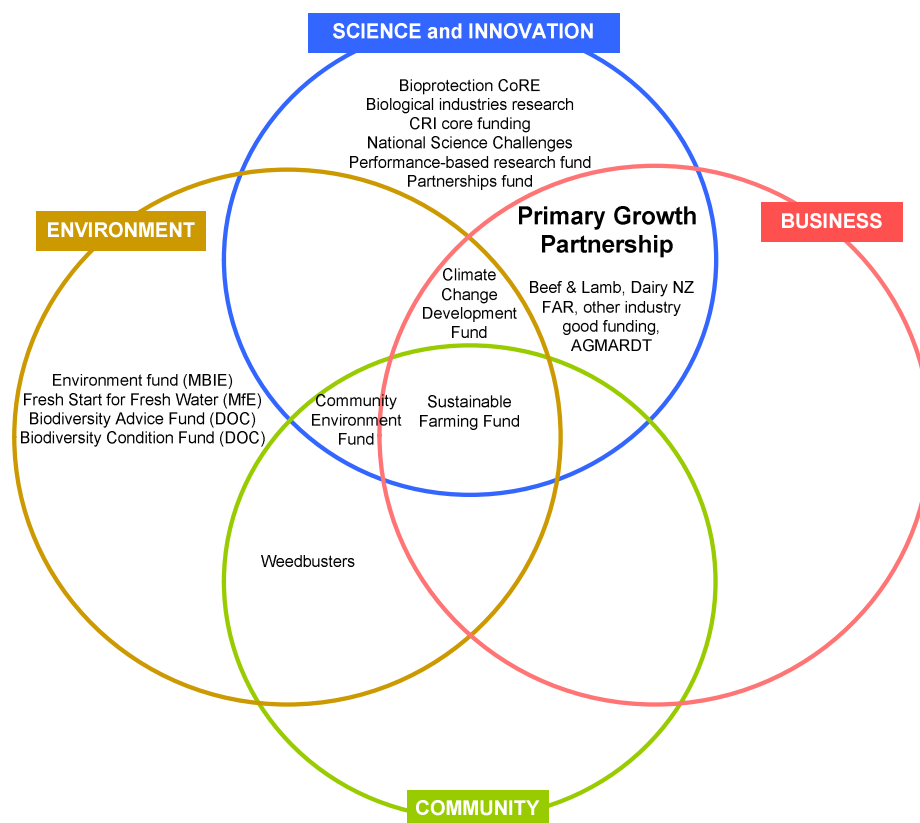 SCIENCE and INNOVATION
Bioprotection CoRE
Biological industries research
CRI core funding
National Science Challenges
Performance-based research fund
Partnerships fund
ENVIRONMENT
BUSINESS
Primary Growth
Partnership
Climate
Change
Development
Fund
Beef & Lamb, Dairy NZ
FAR, other industry
good funding,
AGMARDT
Environment fund (MBIE)
Fresh Start for Fresh Water (MfE)
Biodiversity Advice Fund (DOC)
Biodiversity Condition Fund (DOC)
Community
Environment
Fund
Sustainable
Farming Fund
Weedbusters
COMMUNITY